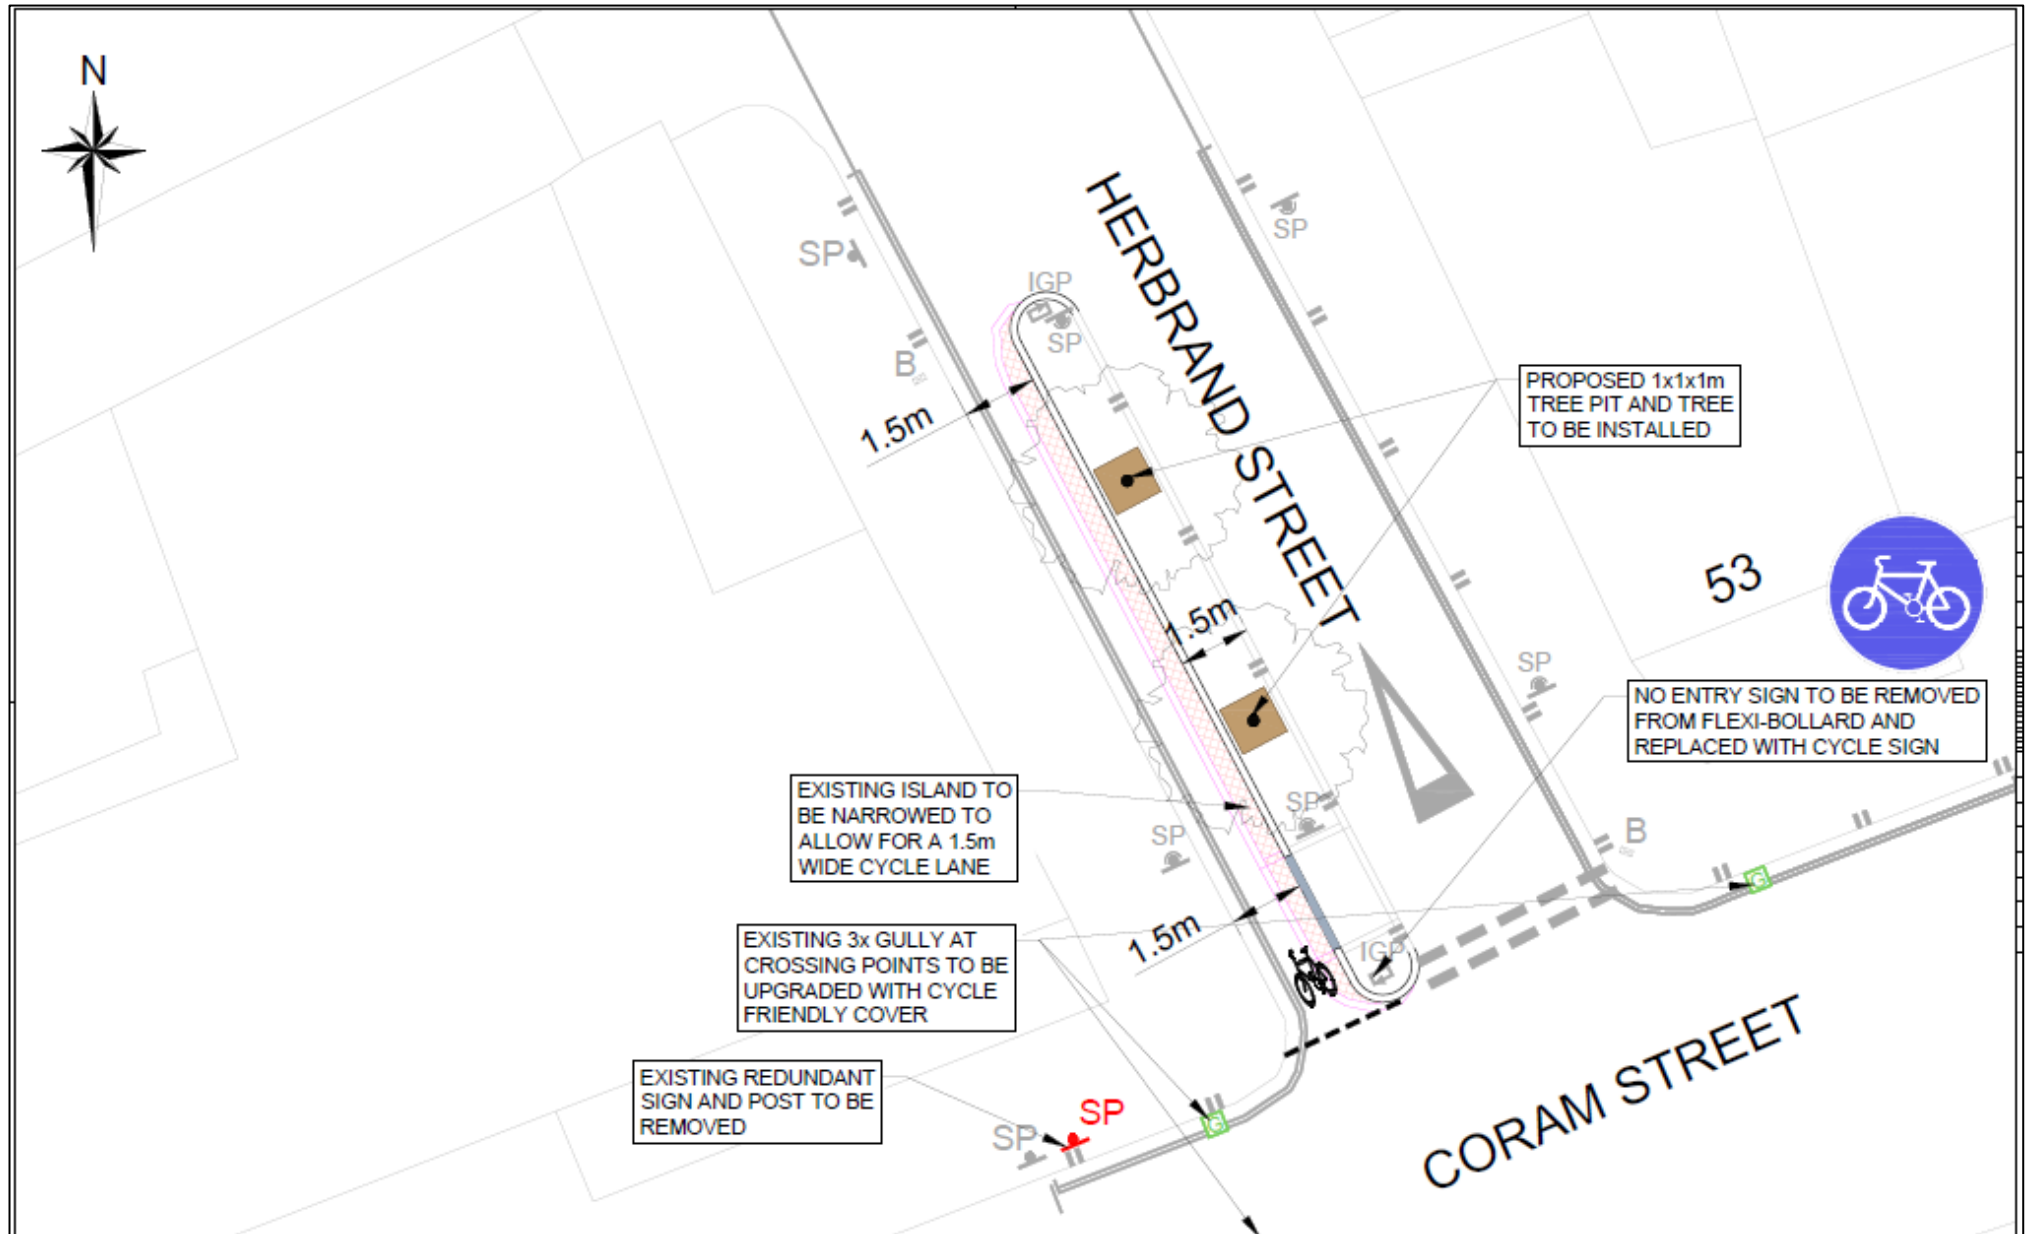 N
HERBRAND STREET
SP
SP
IGP
SP
B
1.5m
PROPOSED 1x1x1m
TREE PIT AND TREE
TO BE INSTALLED
53
1.5m
SP
NO ENTRY SIGN TO BE REMOVED
FROM FLEXI-BOLLARD AND
REPLACED WITH CYCLE SIGN
EXISTING ISLAND TO
BE NARROWED TO
ALLOW FOR A 1.5m
WIDE CYCLE LANE
SP
SP
B
G
1.5m
IGP
EXISTING 3x GULLY AT
CROSSING POINTS TO BE
UPGRADED WITH CYCLE
FRIENDLY COVER
CORAM STREET
EXISTING REDUNDANT
SIGN AND POST TO BE
REMOVED
SP
SP
G